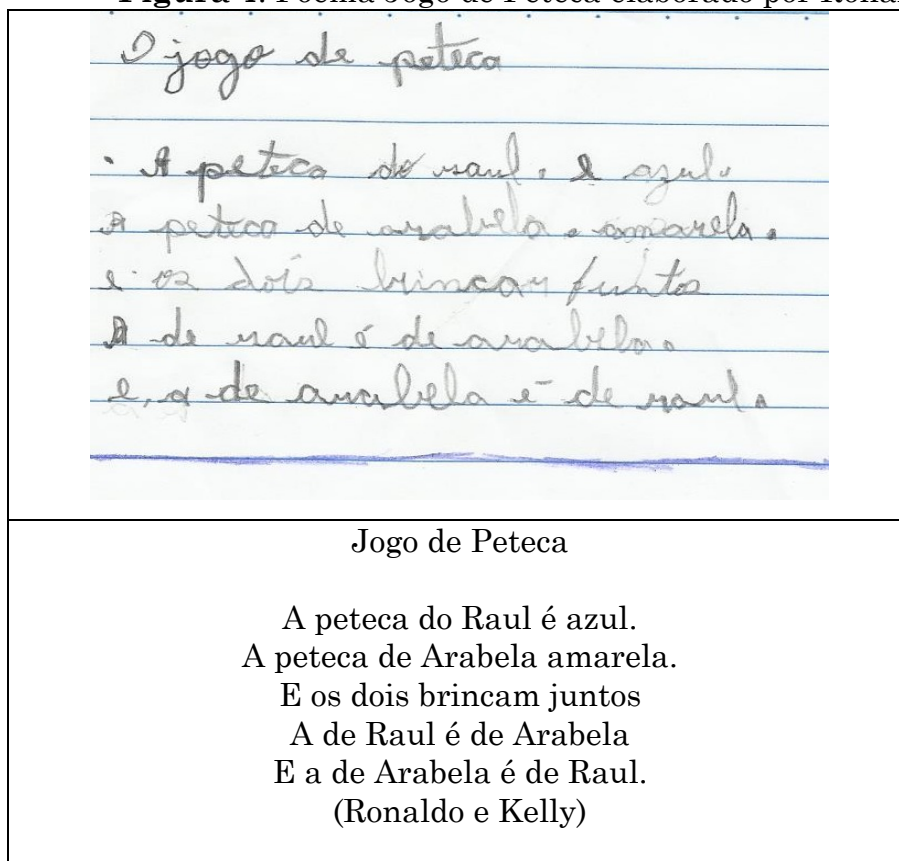 Figura 4. Poema Jogo de Peteca elaborado por Ronal
O jogo de peteca
. A peteca do raul. e azul.
A peteca de arabela. amarela.
e os dois brincam juntos
A de raul é de arabela.
e, a de arabela é de raul.
Jogo de Peteca
A peteca do Raul é azul.
A peteca de Arabela amarela.
E os dois brincam juntos
A de Raul é de Arabela
E a de Arabela é de Raul.
(Ronaldo e Kelly)